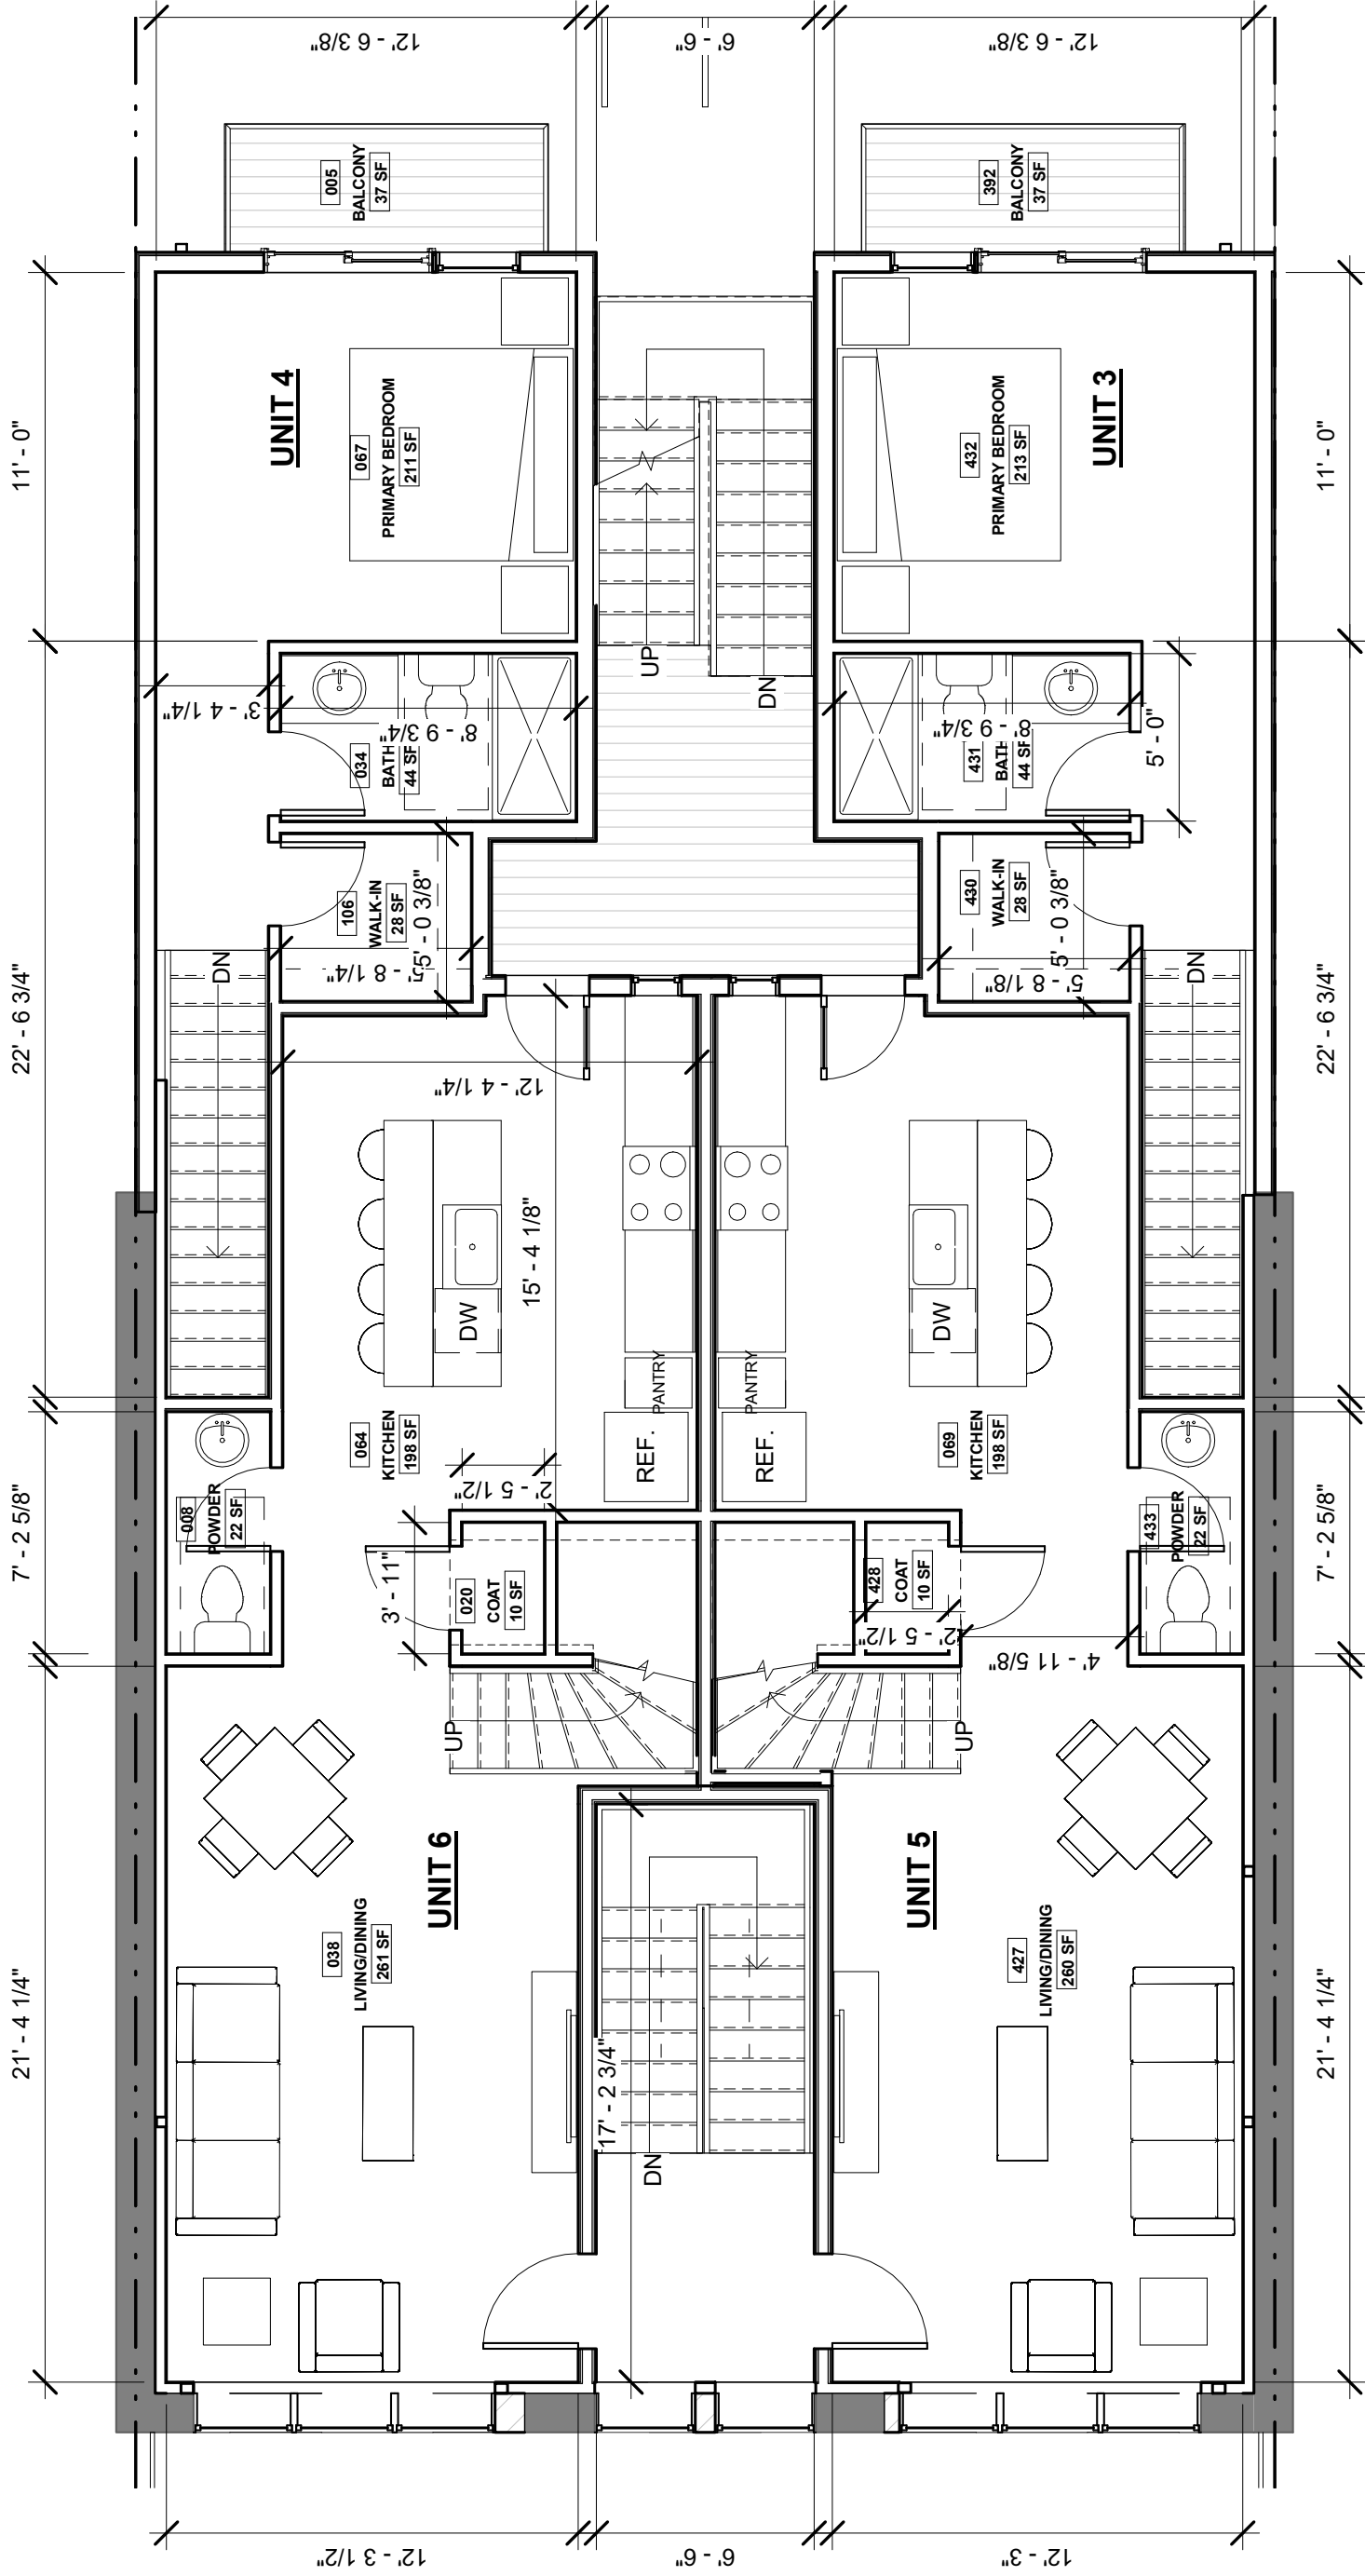 12' - 6 3/8"
6' - 6"
12' - 6 3/8"
005
BALCONY
37 SF
392
BALCONY
37 SF
11' - 0"
UNIT 4
067
PRIMARY BEDROOM
211 SF
432
PRIMARY BEDROOM
213 SF
UNIT 3
11' - 0"
UP
DN
3' - 4 1/4"
8' - 9 3/4"
034
BATH
44 SF
8' - 9 3/4"
431
BATH
44 SF
5' - 0"
106
WALK-IN
28 SF
5' - 0 3/8"
5' - 8 1/4"
430
WALK-IN
28 SF
5' - 0 3/8"
5' - 8 1/8"
DN
DN
22' - 6 3/4"
22' - 6 3/4"
12' - 4 1/4"
15' - 4 1/8"
DW
DW
PANTRY
PANTRY
REF.
REF.
064
KITCHEN
198 SF
069
KITCHEN
198 SF
2' - 5 1/2"
7' - 2 5/8"
008
POWDER
22 SF
433
POWDER
22 SF
7' - 2 5/8"
3' - 11"
020
COAT
10 SF
428
COAT
10 SF
2' - 5 1/2"
4' - 11 5/8"
UP
UP
UNIT 6
UNIT 5
038
LIVING/DINING
261 SF
427
LIVING/DINING
260 SF
21' - 4 1/4"
17' - 2 3/4"
21' - 4 1/4"
DN
12' - 3 1/2"
6' - 6"
12' - 3"